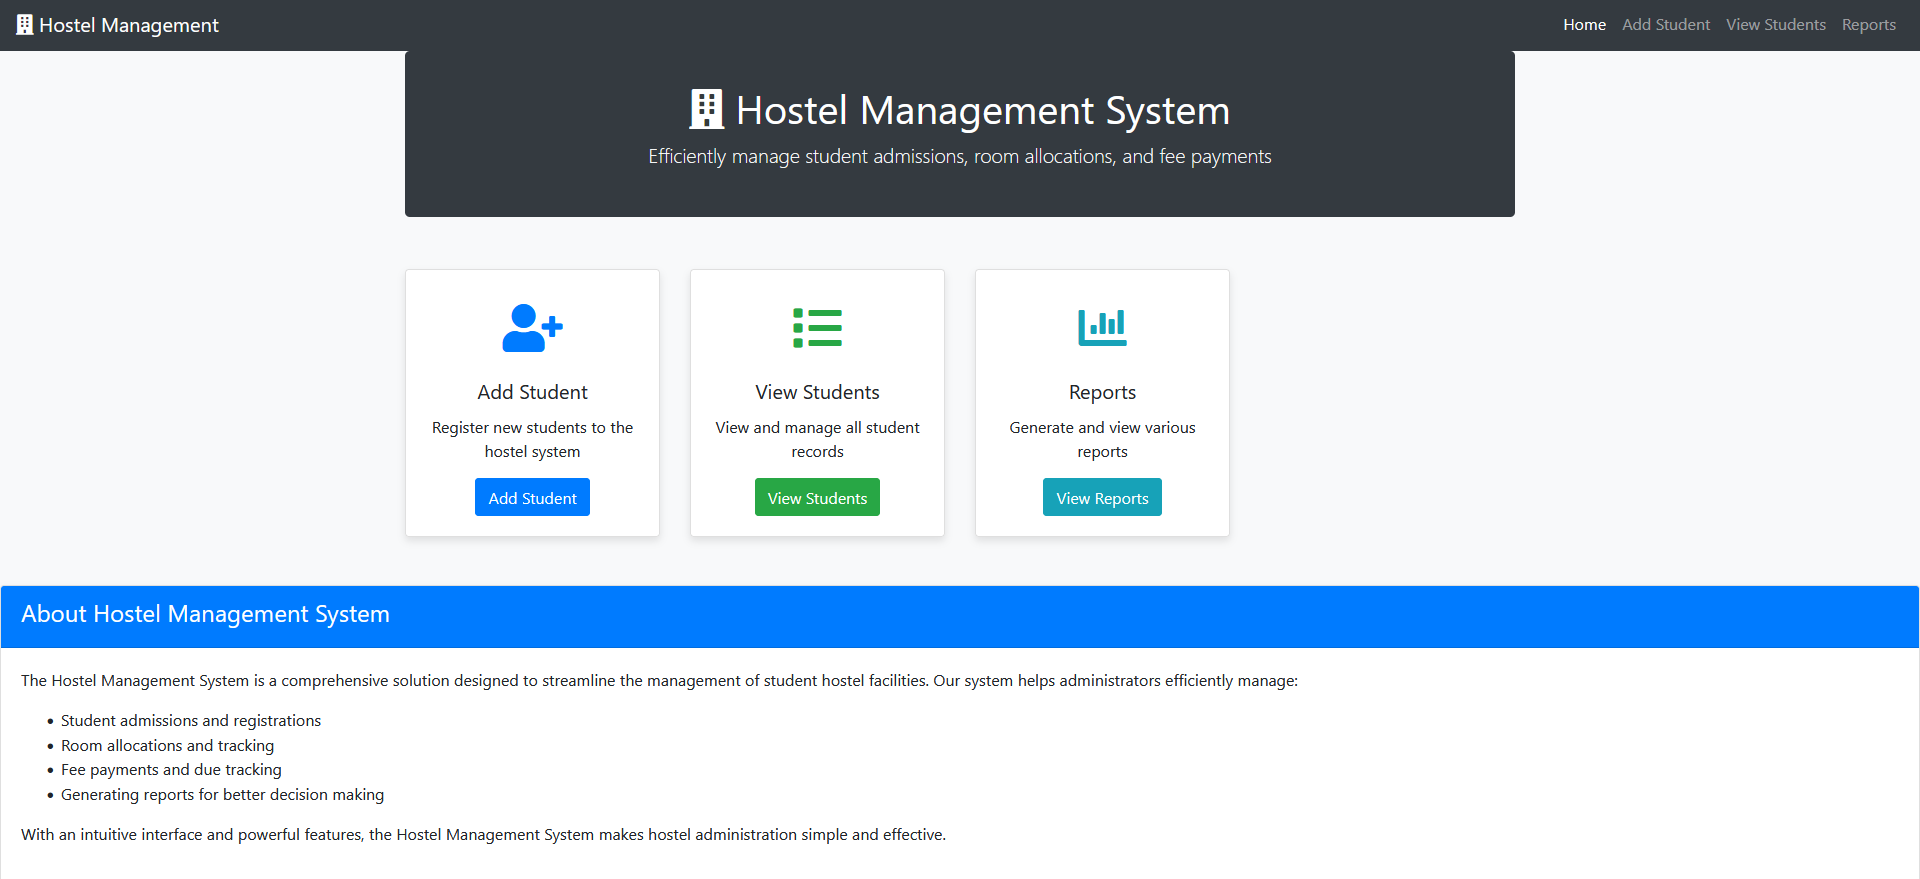 Hostel Management
Home Add Student View Students Reports
Hostel Management System
Efficiently manage student admissions, room allocations, and fee payments
Add Student
Register new students to the
hostel system
Add Student
View Students
View and manage all student
records
View Students
Reports
Generate and view various
reports
View Reports
About Hostel Management System
The Hostel Management System is a comprehensive solution designed to streamline the management of student hostel facilities. Our system helps administrators efficiently manage:
• Student admissions and registrations
• Room allocations and tracking
• Fee payments and due tracking
• Generating reports for better decision making
With an intuitive interface and powerful features, the Hostel Management System makes hostel administration simple and effective.